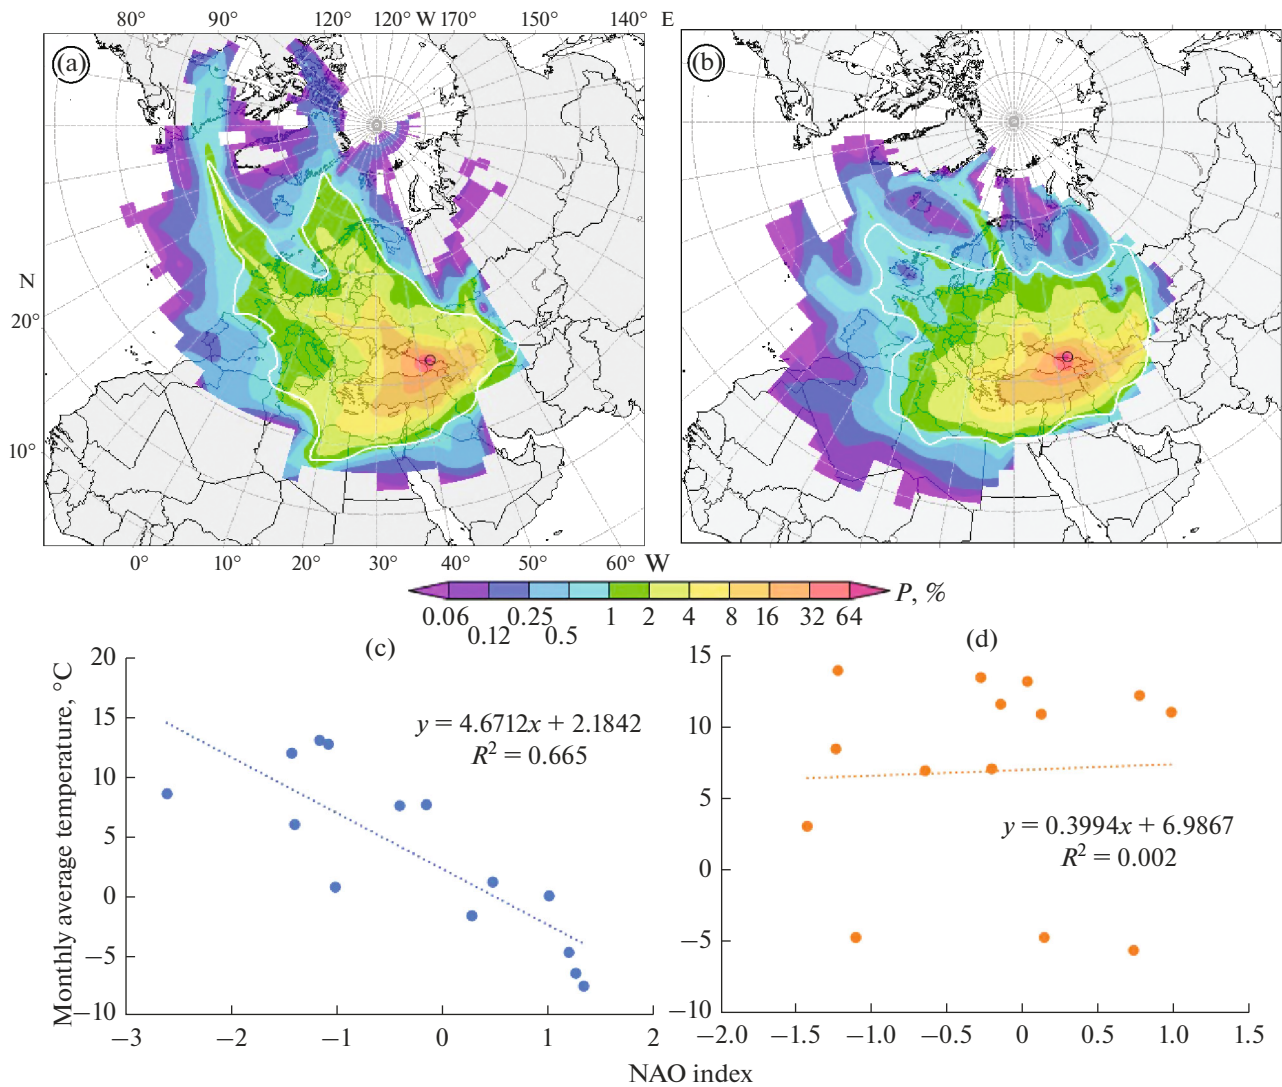 80° 90° 120° 120° W 170° 150° 140° E
(a)
(b)
N
20°
10°
0° 10° 20° 30° 40° 50° 60° W
0.06 0.12 0.25 0.5 1 2 4 8 16 32 64 P, %
(c)
Monthly average temperature, °C
20
15
10
5
0
−5
−10
y = 4.6712x + 2.1842
R² = 0.665
−3 −2 −1 0 1 2
(d)
15
10
5
0
−5
−10
y = 0.3994x + 6.9867
R² = 0.002
−2.0 −1.5 −1.0 −0.5 0 0.5 1.0 1.5
NAO index